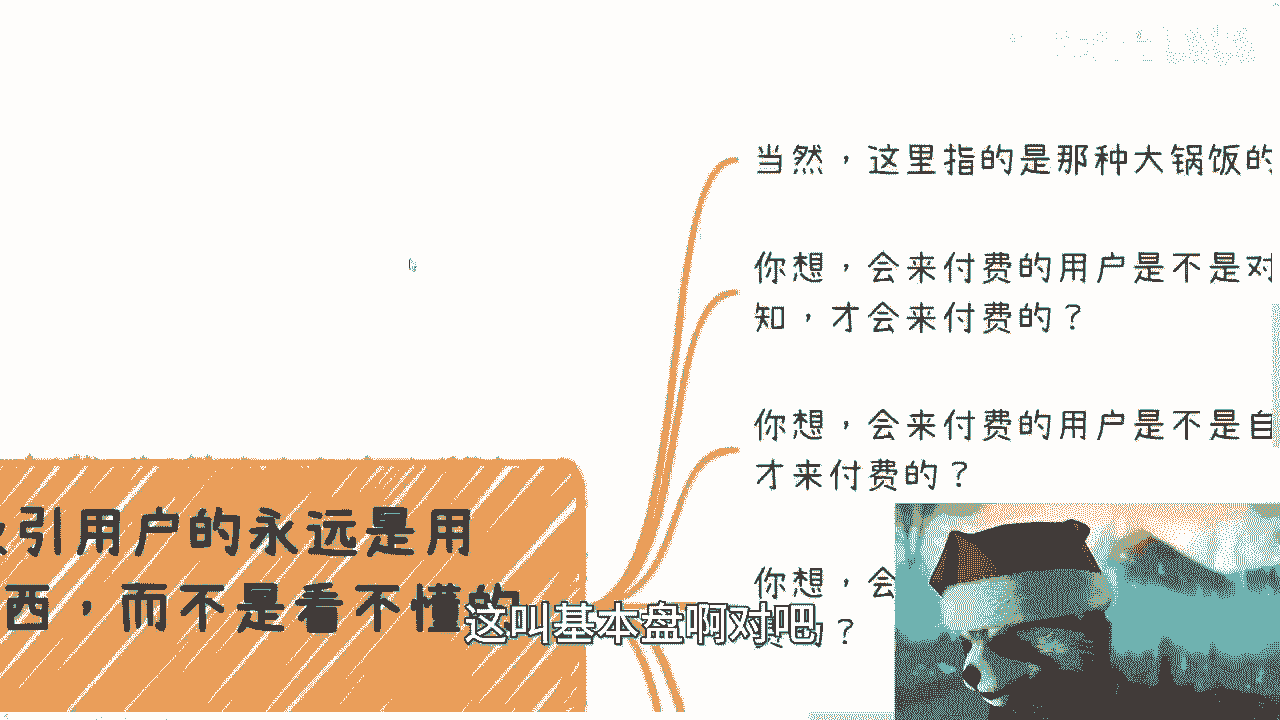 当然，这里指的是那种大锅饭的
你想，会来付费的用户是不是对
知，才会来付费的？
你想，会来付费的用户是不是自
才来付费的？
你想，会
？
引用户的永远是用
西，而不是看不懂的
这叫基本盘啊对吧